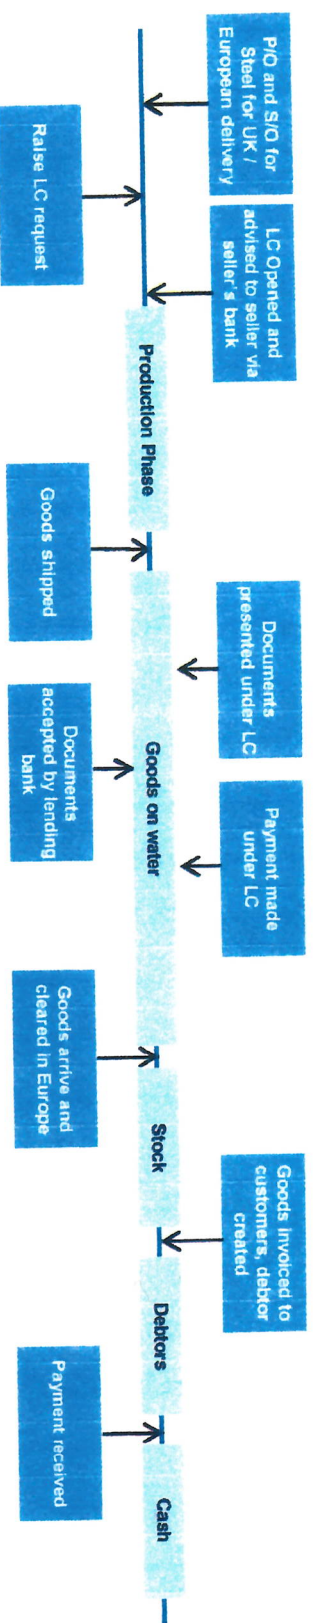 P/O and S/O for
Steel for UK /
European delivery
LC Opened and
advised to seller via
seller's bank
Documents
presented under LC
Payment made
under LC
Goods invoiced to
customers, debtor
created
Production Phase
Goods on water
Stock
Debtors
Cash
Raise LC request
Goods shipped
Documents
accepted by lending
bank
Goods arrive and
cleared in Europe
Payment received